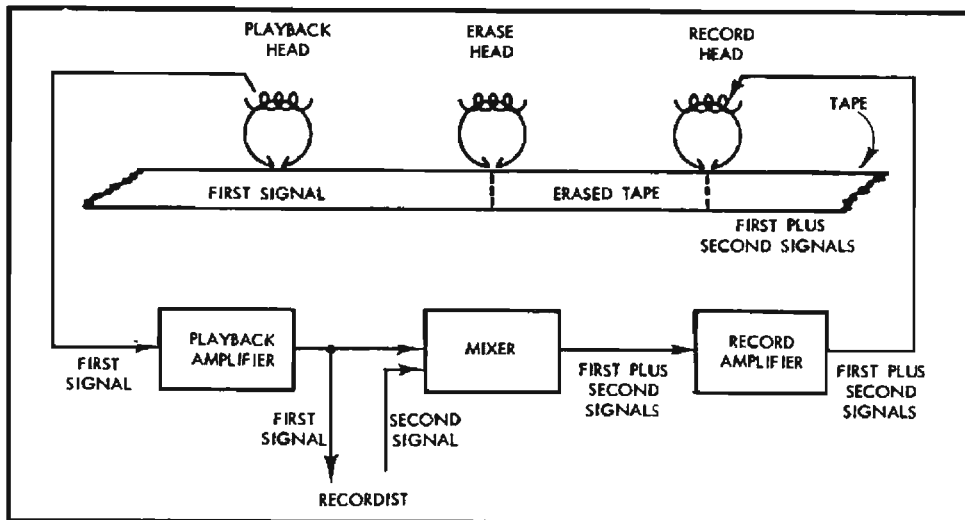 PLAYBACK
HEAD
ERASE
HEAD
RECORD
HEAD
TAPE
FIRST SIGNAL
ERASED TAPE
FIRST PLUS
SECOND SIGNALS
FIRST
SIGNAL
PLAYBACK
AMPLIFIER
MIXER
FIRST PLUS
SECOND
SIGNALS
RECORD
AMPLIFIER
FIRST PLUS
SECOND
SIGNALS
FIRST
SIGNAL
SECOND
SIGNAL
RECORDIST